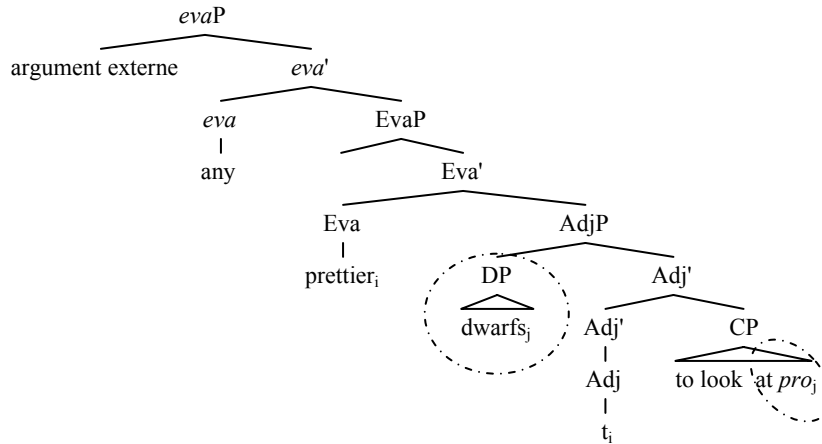 evaP
argument externe eva'
eva EvaP
any Eva'
Eva AdjP
prettierᵢ DP Adj'
dwarfsⱼ Adj' CP
Adj to look at proⱼ
tᵢ